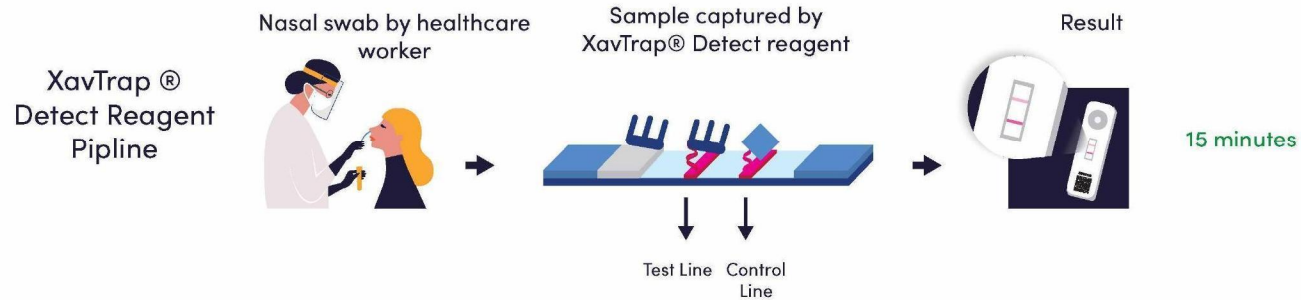 XavTrap ®
Detect Reagent
Pipline
Nasal swab by healthcare
worker
Sample captured by
XavTrap® Detect reagent
Test Line
Control
Line
Result
15 minutes